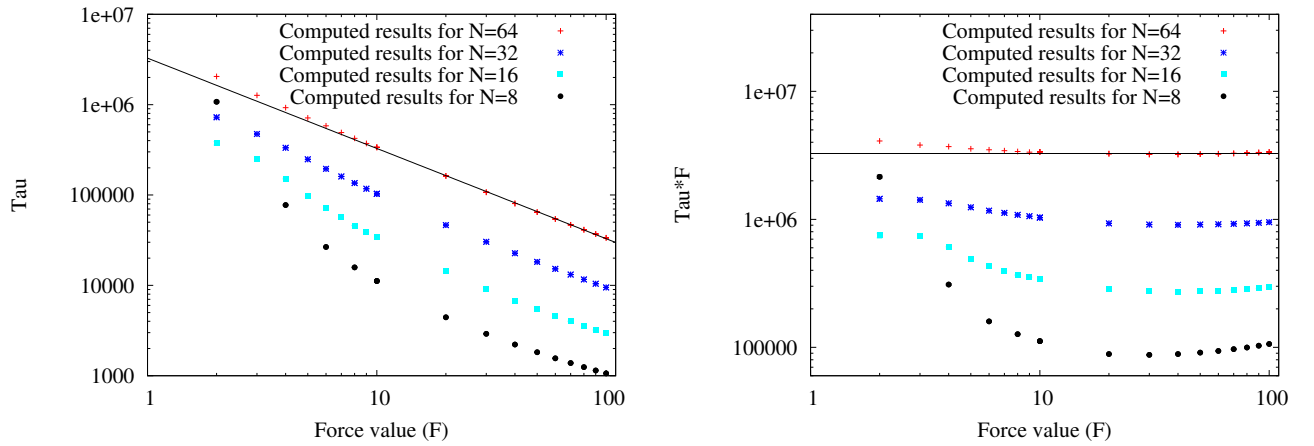 1e+07
1e+06
100000
10000
1000
Tau
1
10
100
Force value (F)
Computed results for N=64
Computed results for N=32
Computed results for N=16
Computed results for N=8
1e+07
1e+06
100000
Tau*F
1
10
100
Force value (F)
Computed results for N=64
Computed results for N=32
Computed results for N=16
Computed results for N=8